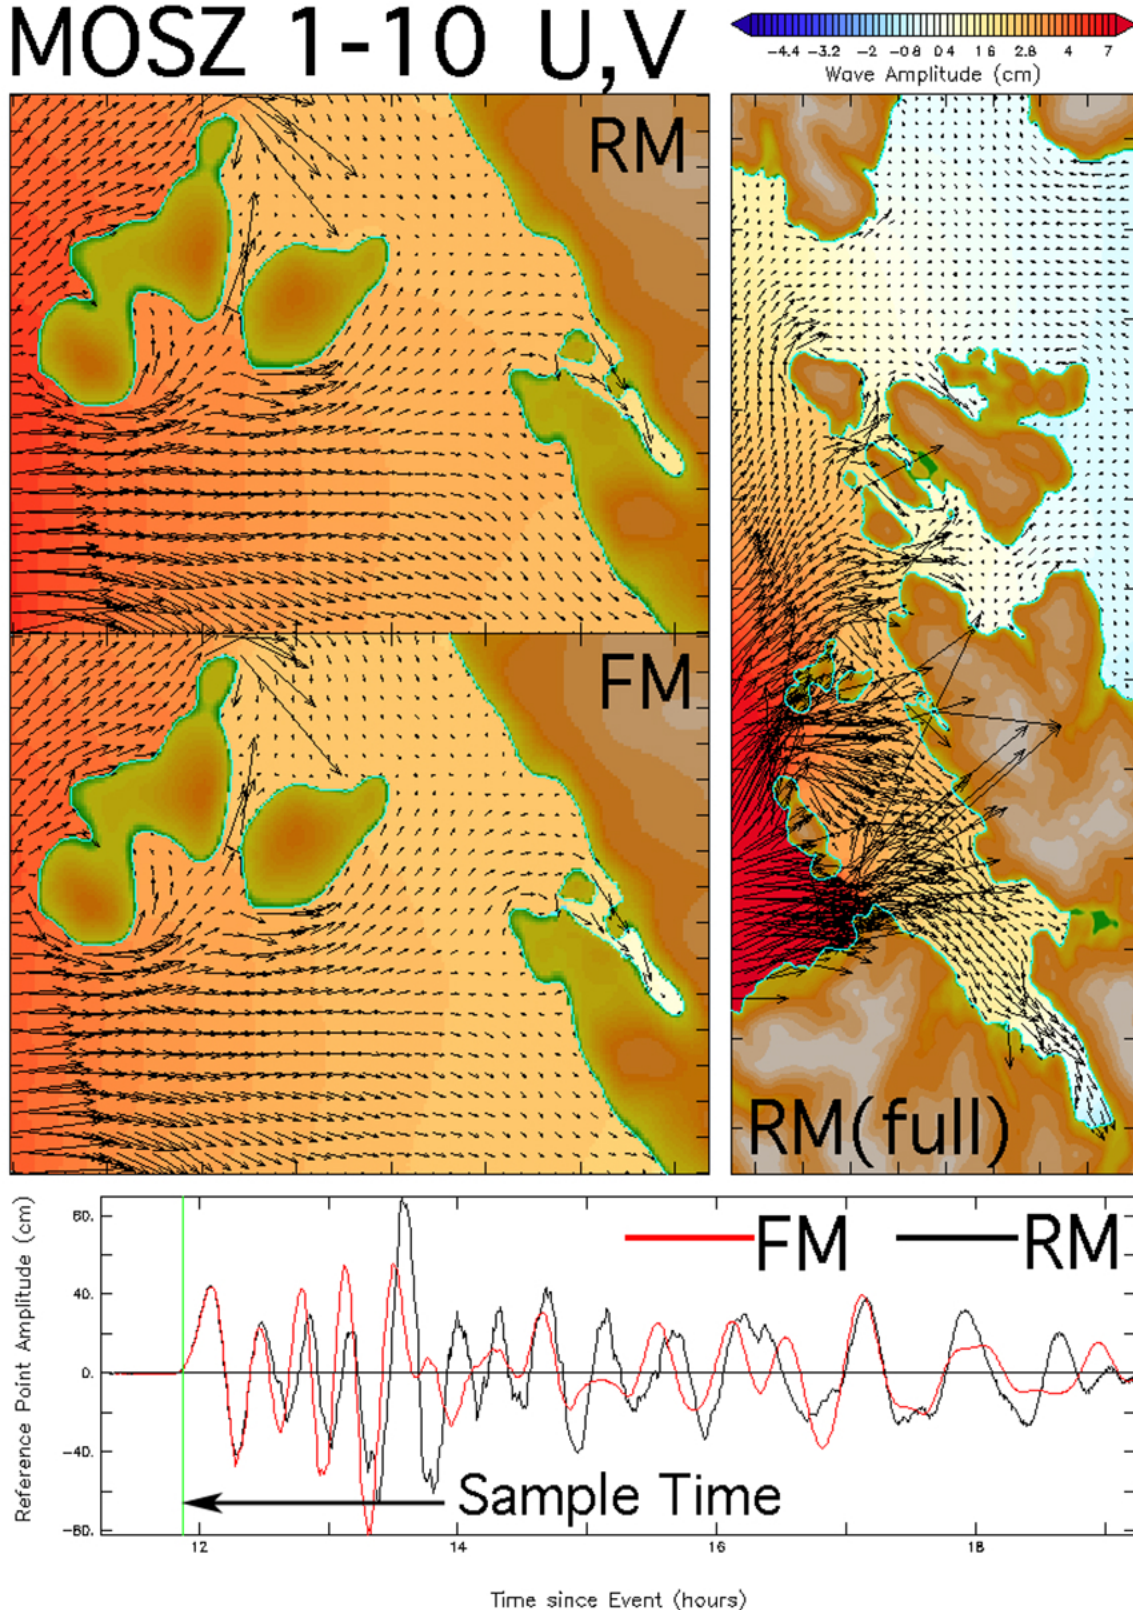 MOSZ 1-10 U,V
-4.4 -3.2 -2 -0.8 0.4 1.6 2.8 4 7
Wave Amplitude (cm)
RM
FM
RM(full)
Reference Point Amplitude (cm)
80.
40.
0.
-40.
-80.
FM
RM
Sample Time
12 14 16 18
Time since Event (hours)